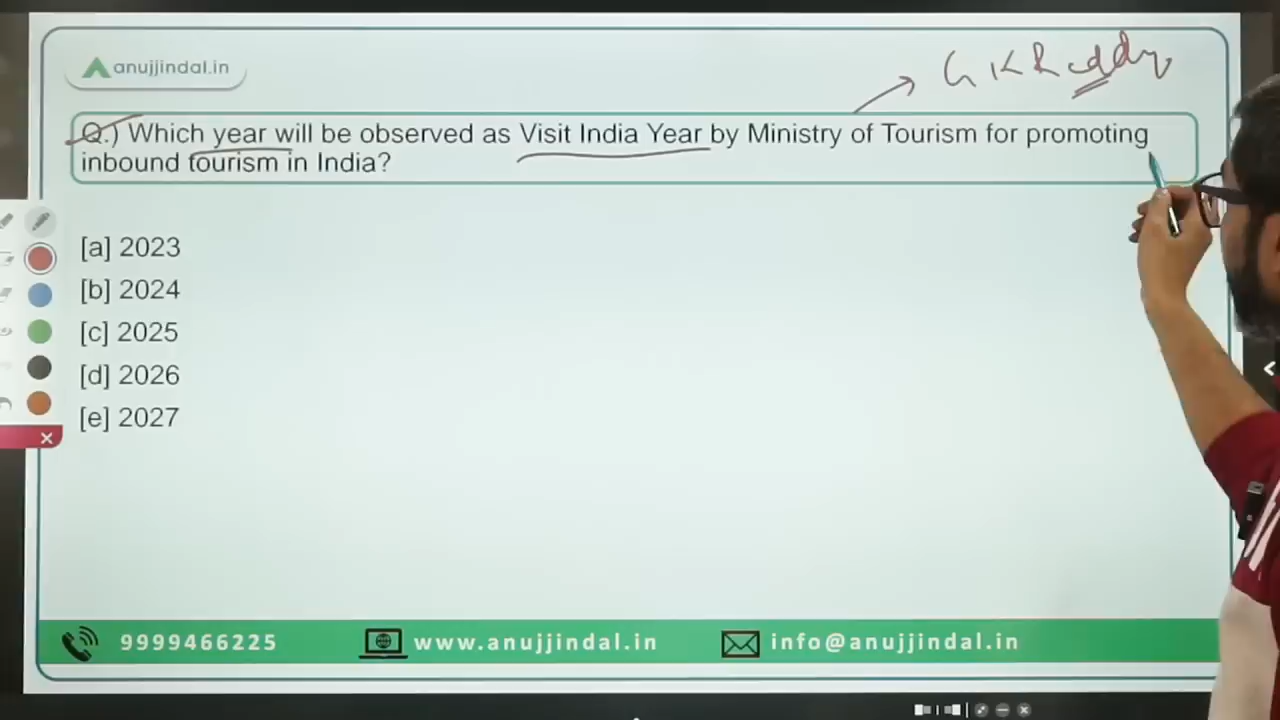 anujjindal.in
G K Reddy
Q.) Which year will be observed as Visit India Year by Ministry of Tourism for promoting
inbound tourism in India?
[a] 2023
[b] 2024
[c] 2025
[d] 2026
[e] 2027
9999466225 www.anujjindal.in info@anujjindal.in